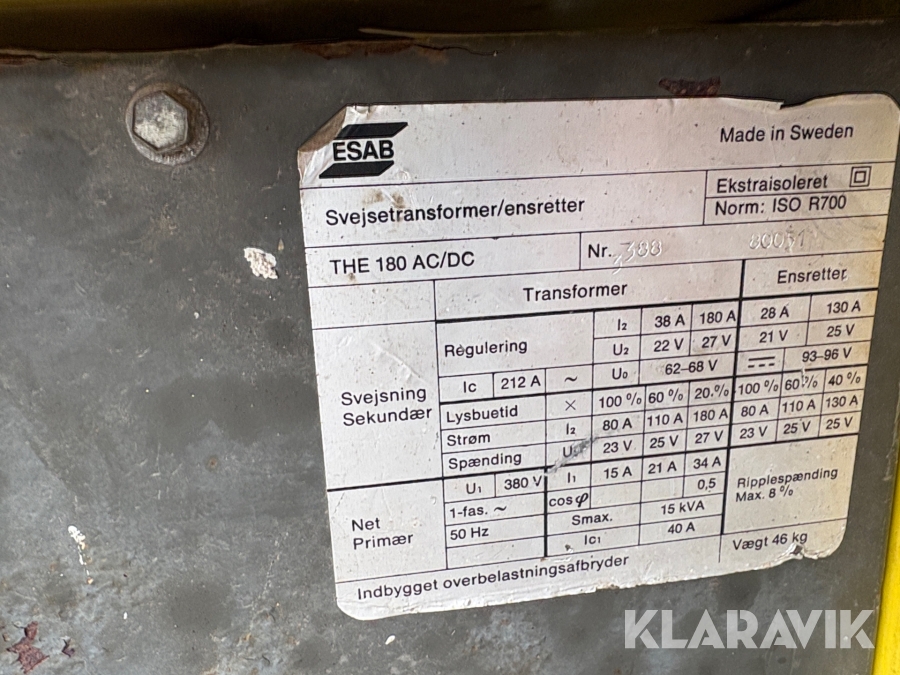 ESAB
Made in Sweden
Svejsetransformer/ensretter
Ekstraisoleret
Norm: ISO R700
THE 180 AC/DC
Nr. 388
Transformer
Ensretter
Svejsning
Sekundær
Regulering
I2 38 A 180 A 28 A 130 A
U2 22 V 27 V 21 V 25 V
Ic 212 A ~ U0 62-68 V 93-96 V
Lysbuetid X 100 % 60 % 20 % 100 % 60 % 40 %
Strøm I2 80 A 110 A 180 A 80 A 110 A 130 A
Spænding 23 V 25 V 27 V 23 V 25 V 25 V
Net
Primær
U1 380 V I1 15 A 21 A 34 A
1-fas. ~ cos φ 0,5
50 Hz Smax. 15 kVA
Ic1 40 A
Ripplespænding
Max. 8 %
Indbygget overbelastningsafbryder
Vægt 46 kg
KLARAVIK